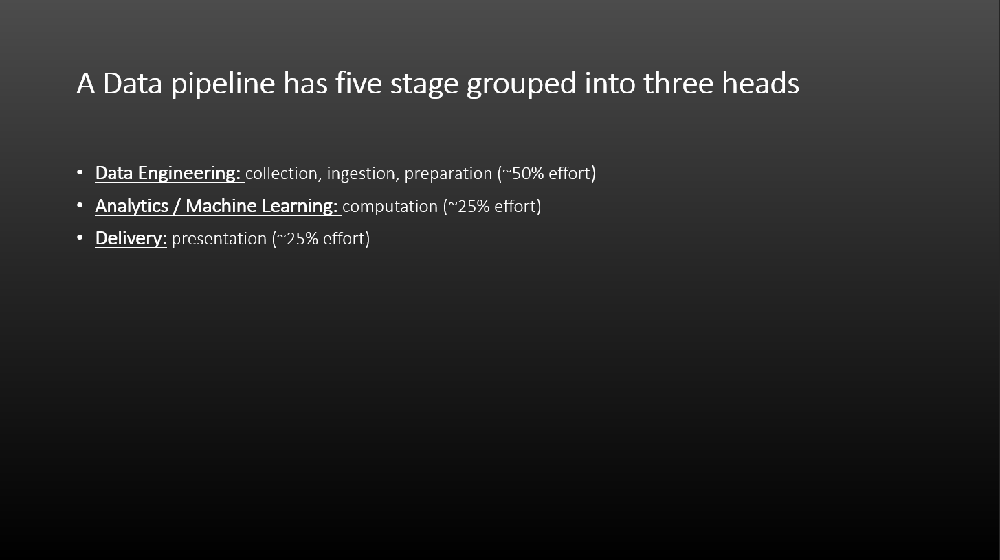 A Data pipeline has five stage grouped into three heads
• Data Engineering: collection, ingestion, preparation (~50% effort)
• Analytics / Machine Learning: computation (~25% effort)
• Delivery: presentation (~25% effort)